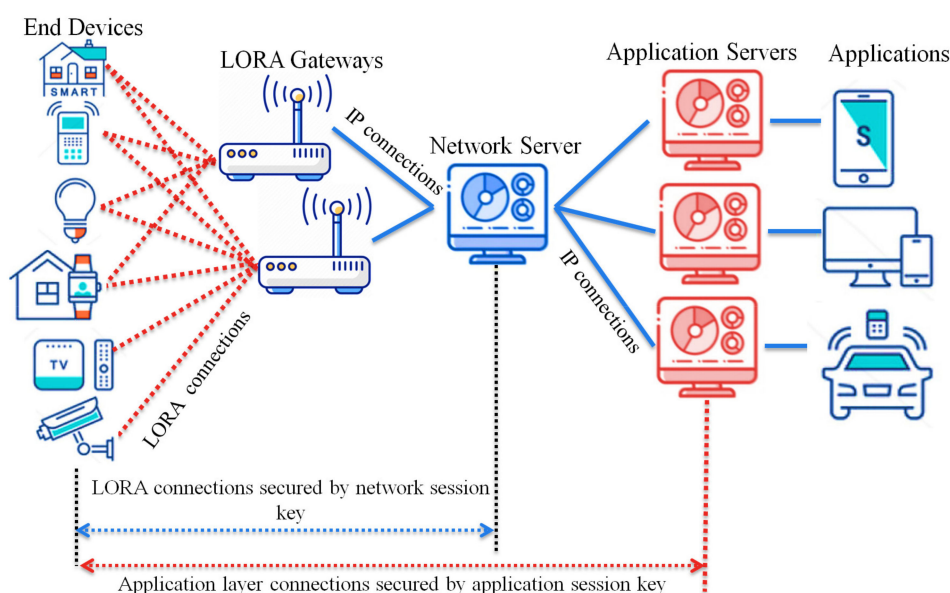 End Devices
LORA Gateways
Application Servers
Applications
SMART
IP connections
Network Server
S
IP connections
TV
LORA connections
LORA connections secured by network session
key
Application layer connections secured by application session key